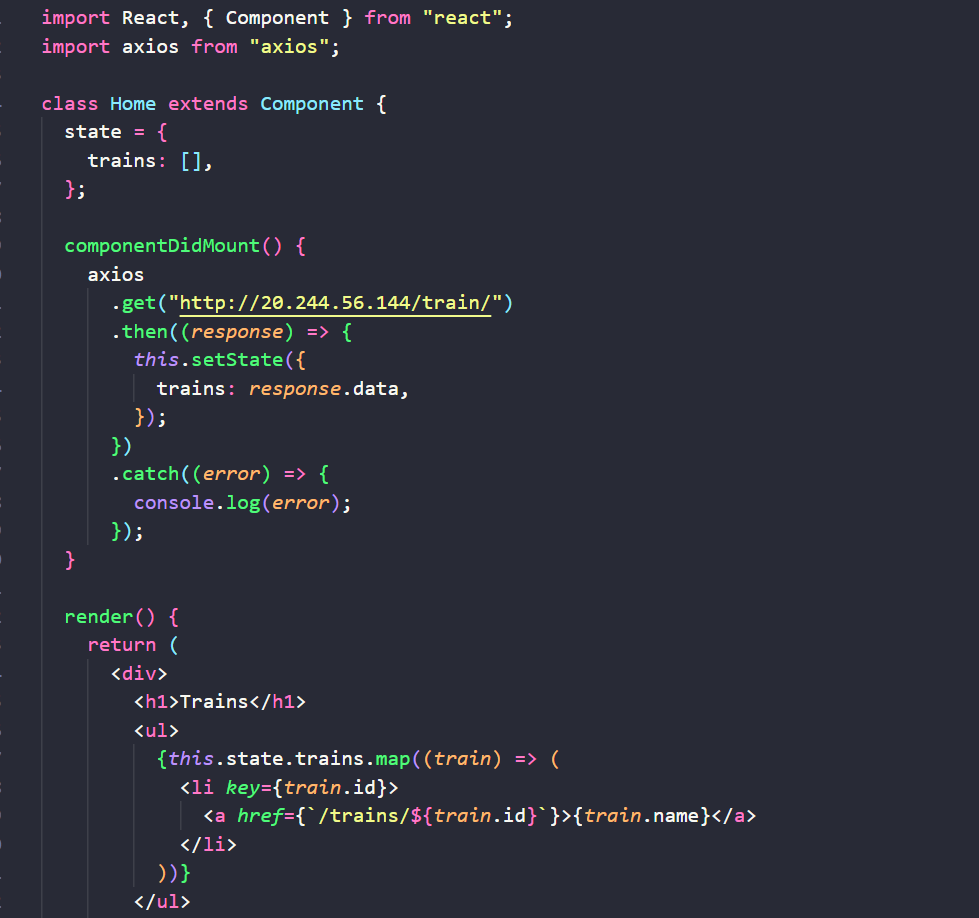 import React, { Component } from "react";
import axios from "axios";
class Home extends Component {
state = {
trains: [],
};
componentDidMount() {
axios
.get("http://20.244.56.144/train/")
.then((response) => {
this.setState({
trains: response.data,
});
})
.catch((error) => {
console.log(error);
});
}
render() {
return (
<div>
<h1>Trains</h1>
<ul>
{this.state.trains.map((train) => (
<li key={train.id}>
<a href={`/trains/${train.id}`}>{train.name}</a>
</li>
))}
</ul>